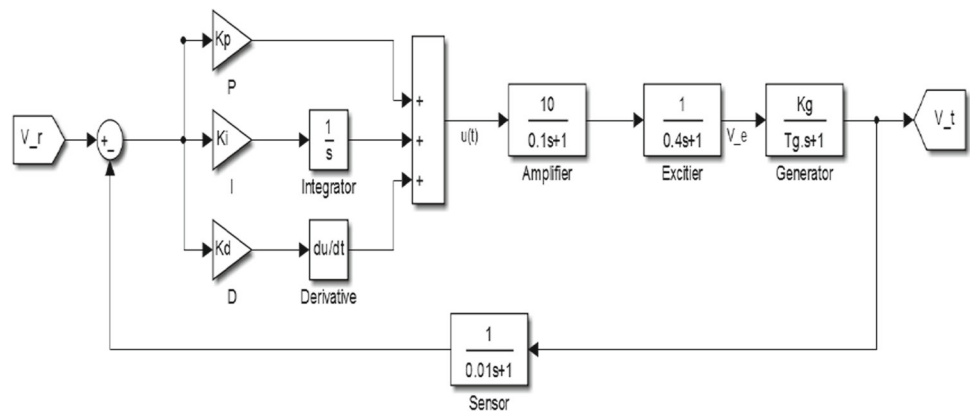 Kp
P
V_r
+
-
Ki
I
1
s
Integrator
Kd
D
du/dt
Derivative
+
+
+
u(t)
10
0.1s+1
Amplifier
1
0.4s+1
Excitier
V_e
Kg
Tg.s+1
Generator
V_t
1
0.01s+1
Sensor